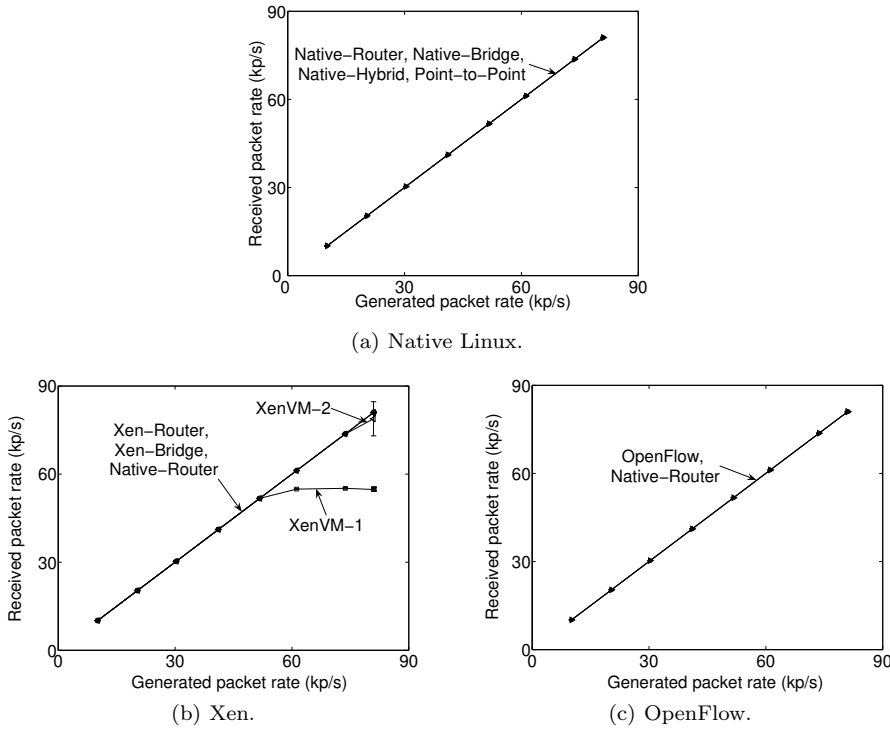 90
Native-Router, Native-Bridge,
Native-Hybrid, Point-to-Point
60
30
0
Received packet rate (kp/s)
0 30 60 90
Generated packet rate (kp/s)
(a) Native Linux.
90
XenVM-2
Xen-Router,
Xen-Bridge,
Native-Router
60
XenVM-1
30
0
Received packet rate (kp/s)
0 30 60 90
Generated packet rate (kp/s)
(b) Xen.
90
OpenFlow,
Native-Router
60
30
0
Received packet rate (kp/s)
0 30 60 90
Generated packet rate (kp/s)
(c) OpenFlow.